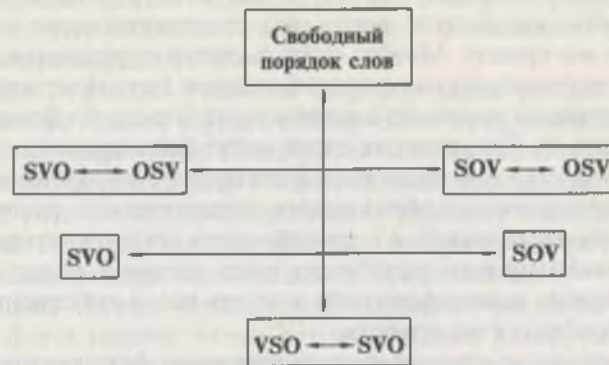 Свободный
порядок слов
SVO ⟷ OSV SOV ⟷ OSV
SVO SOV
VSO ⟷ SVO